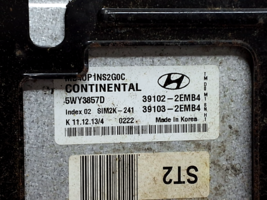 CONTINENTAL
5WY3857D 39102-2EMB4
Index 02 SIM2K-241 39103-2EMB4
K 11.12.13/4 0222 Made in Korea
ST2